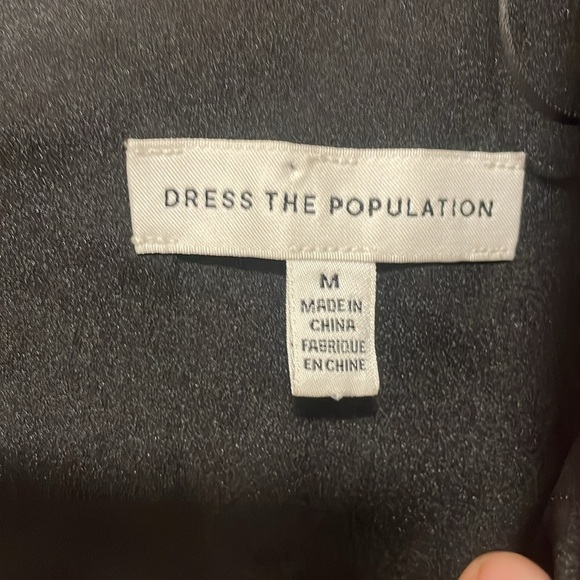 DRESS THE POPULATION
M
MADE IN
CHINA
FABRIQUE
EN CHINE